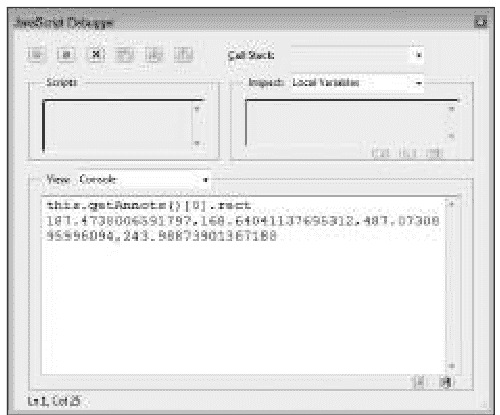 JavaScript Debugger
Call Stack:
Scripts
Inspect: Local Variables
View: Console
this.getAnnots()[0].rect
187.4738006591797,168.64041137695312,487.07308
95996094,243.98873901367188
Ln 1, Col 25